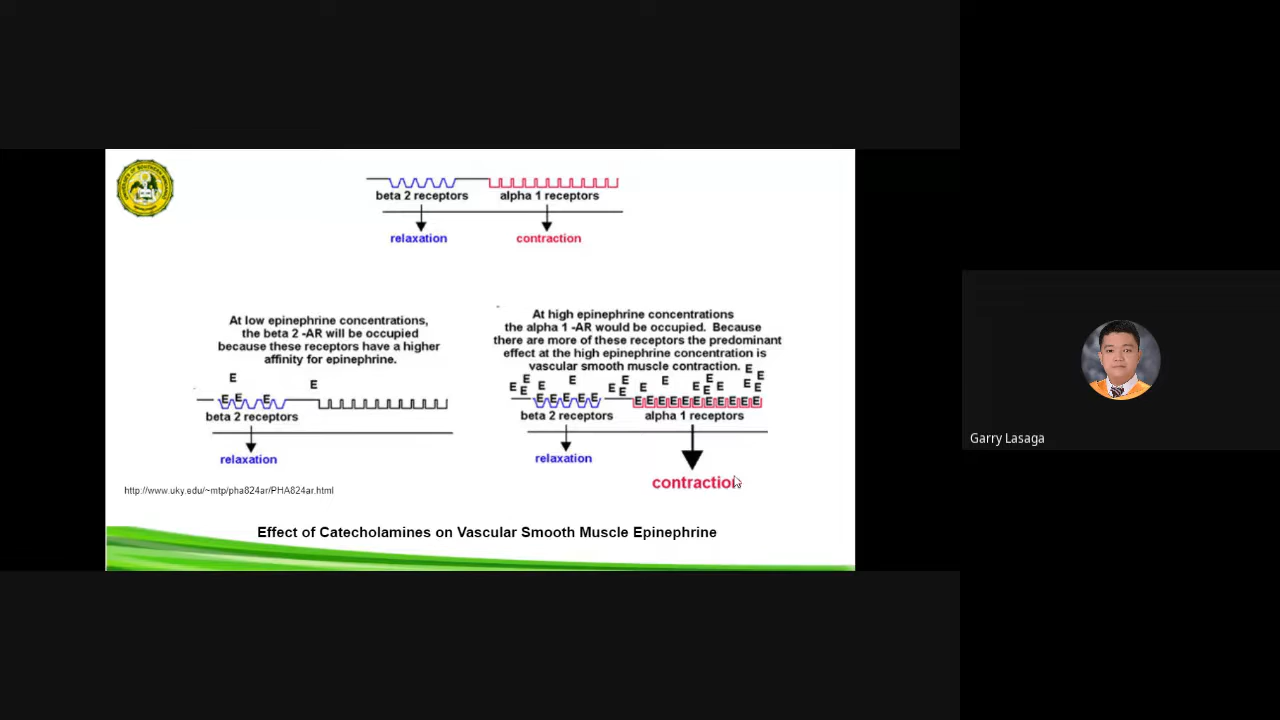 beta 2 receptors alpha 1 receptors
relaxation contraction
At low epinephrine concentrations,
the beta 2 -AR will be occupied
because these receptors have a higher
affinity for epinephrine.
E E
E E E
beta 2 receptors
relaxation
At high epinephrine concentrations
the alpha 1 -AR would be occupied. Because
there are more of these receptors the predominant
effect at the high epinephrine concentration is
vascular smooth muscle contraction.
E E E E E E E E E E E E E E E E E
E E E E E E E E E E E E E E E E
beta 2 receptors alpha 1 receptors
relaxation
contraction
http://www.uky.edu/~mtp/pha824ar/PHA824ar.html
Effect of Catecholamines on Vascular Smooth Muscle Epinephrine
Garry Lasaga